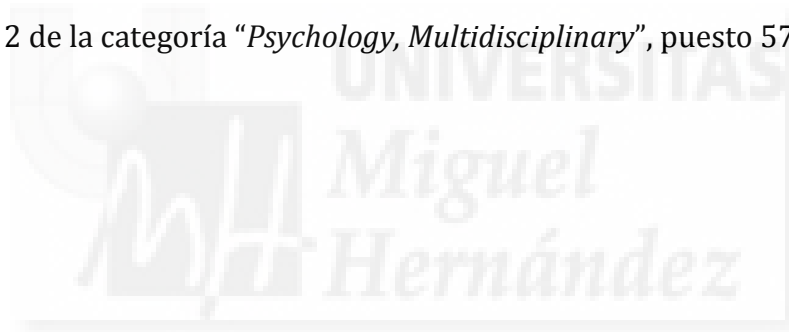 2 de la categoría “Psychology, Multidisciplinary”, puesto 57
UNIVERSITAS
Miguel
Hernández